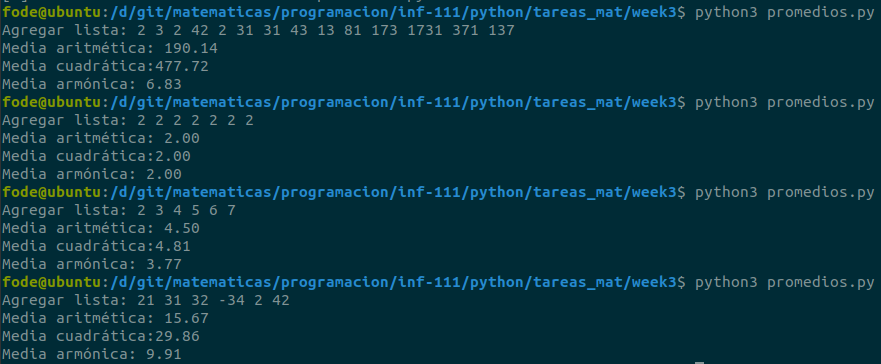 fode@ubuntu:/d/git/matematicas/programacion/inf-111/python/tareas_mat/week3$ python3 promedios.py
Agregar lista: 2 3 2 42 2 31 31 43 13 81 173 1731 371 137
Media aritmética: 190.14
Media cuadrática:477.72
Media armónica: 6.83
fode@ubuntu:/d/git/matematicas/programacion/inf-111/python/tareas_mat/week3$ python3 promedios.py
Agregar lista: 2 2 2 2 2 2 2
Media aritmética: 2.00
Media cuadrática:2.00
Media armónica: 2.00
fode@ubuntu:/d/git/matematicas/programacion/inf-111/python/tareas_mat/week3$ python3 promedios.py
Agregar lista: 2 3 4 5 6 7
Media aritmética: 4.50
Media cuadrática:4.81
Media armónica: 3.77
fode@ubuntu:/d/git/matematicas/programacion/inf-111/python/tareas_mat/week3$ python3 promedios.py
Agregar lista: 21 31 32 -34 2 42
Media aritmética: 15.67
Media cuadrática:29.86
Media armónica: 9.91